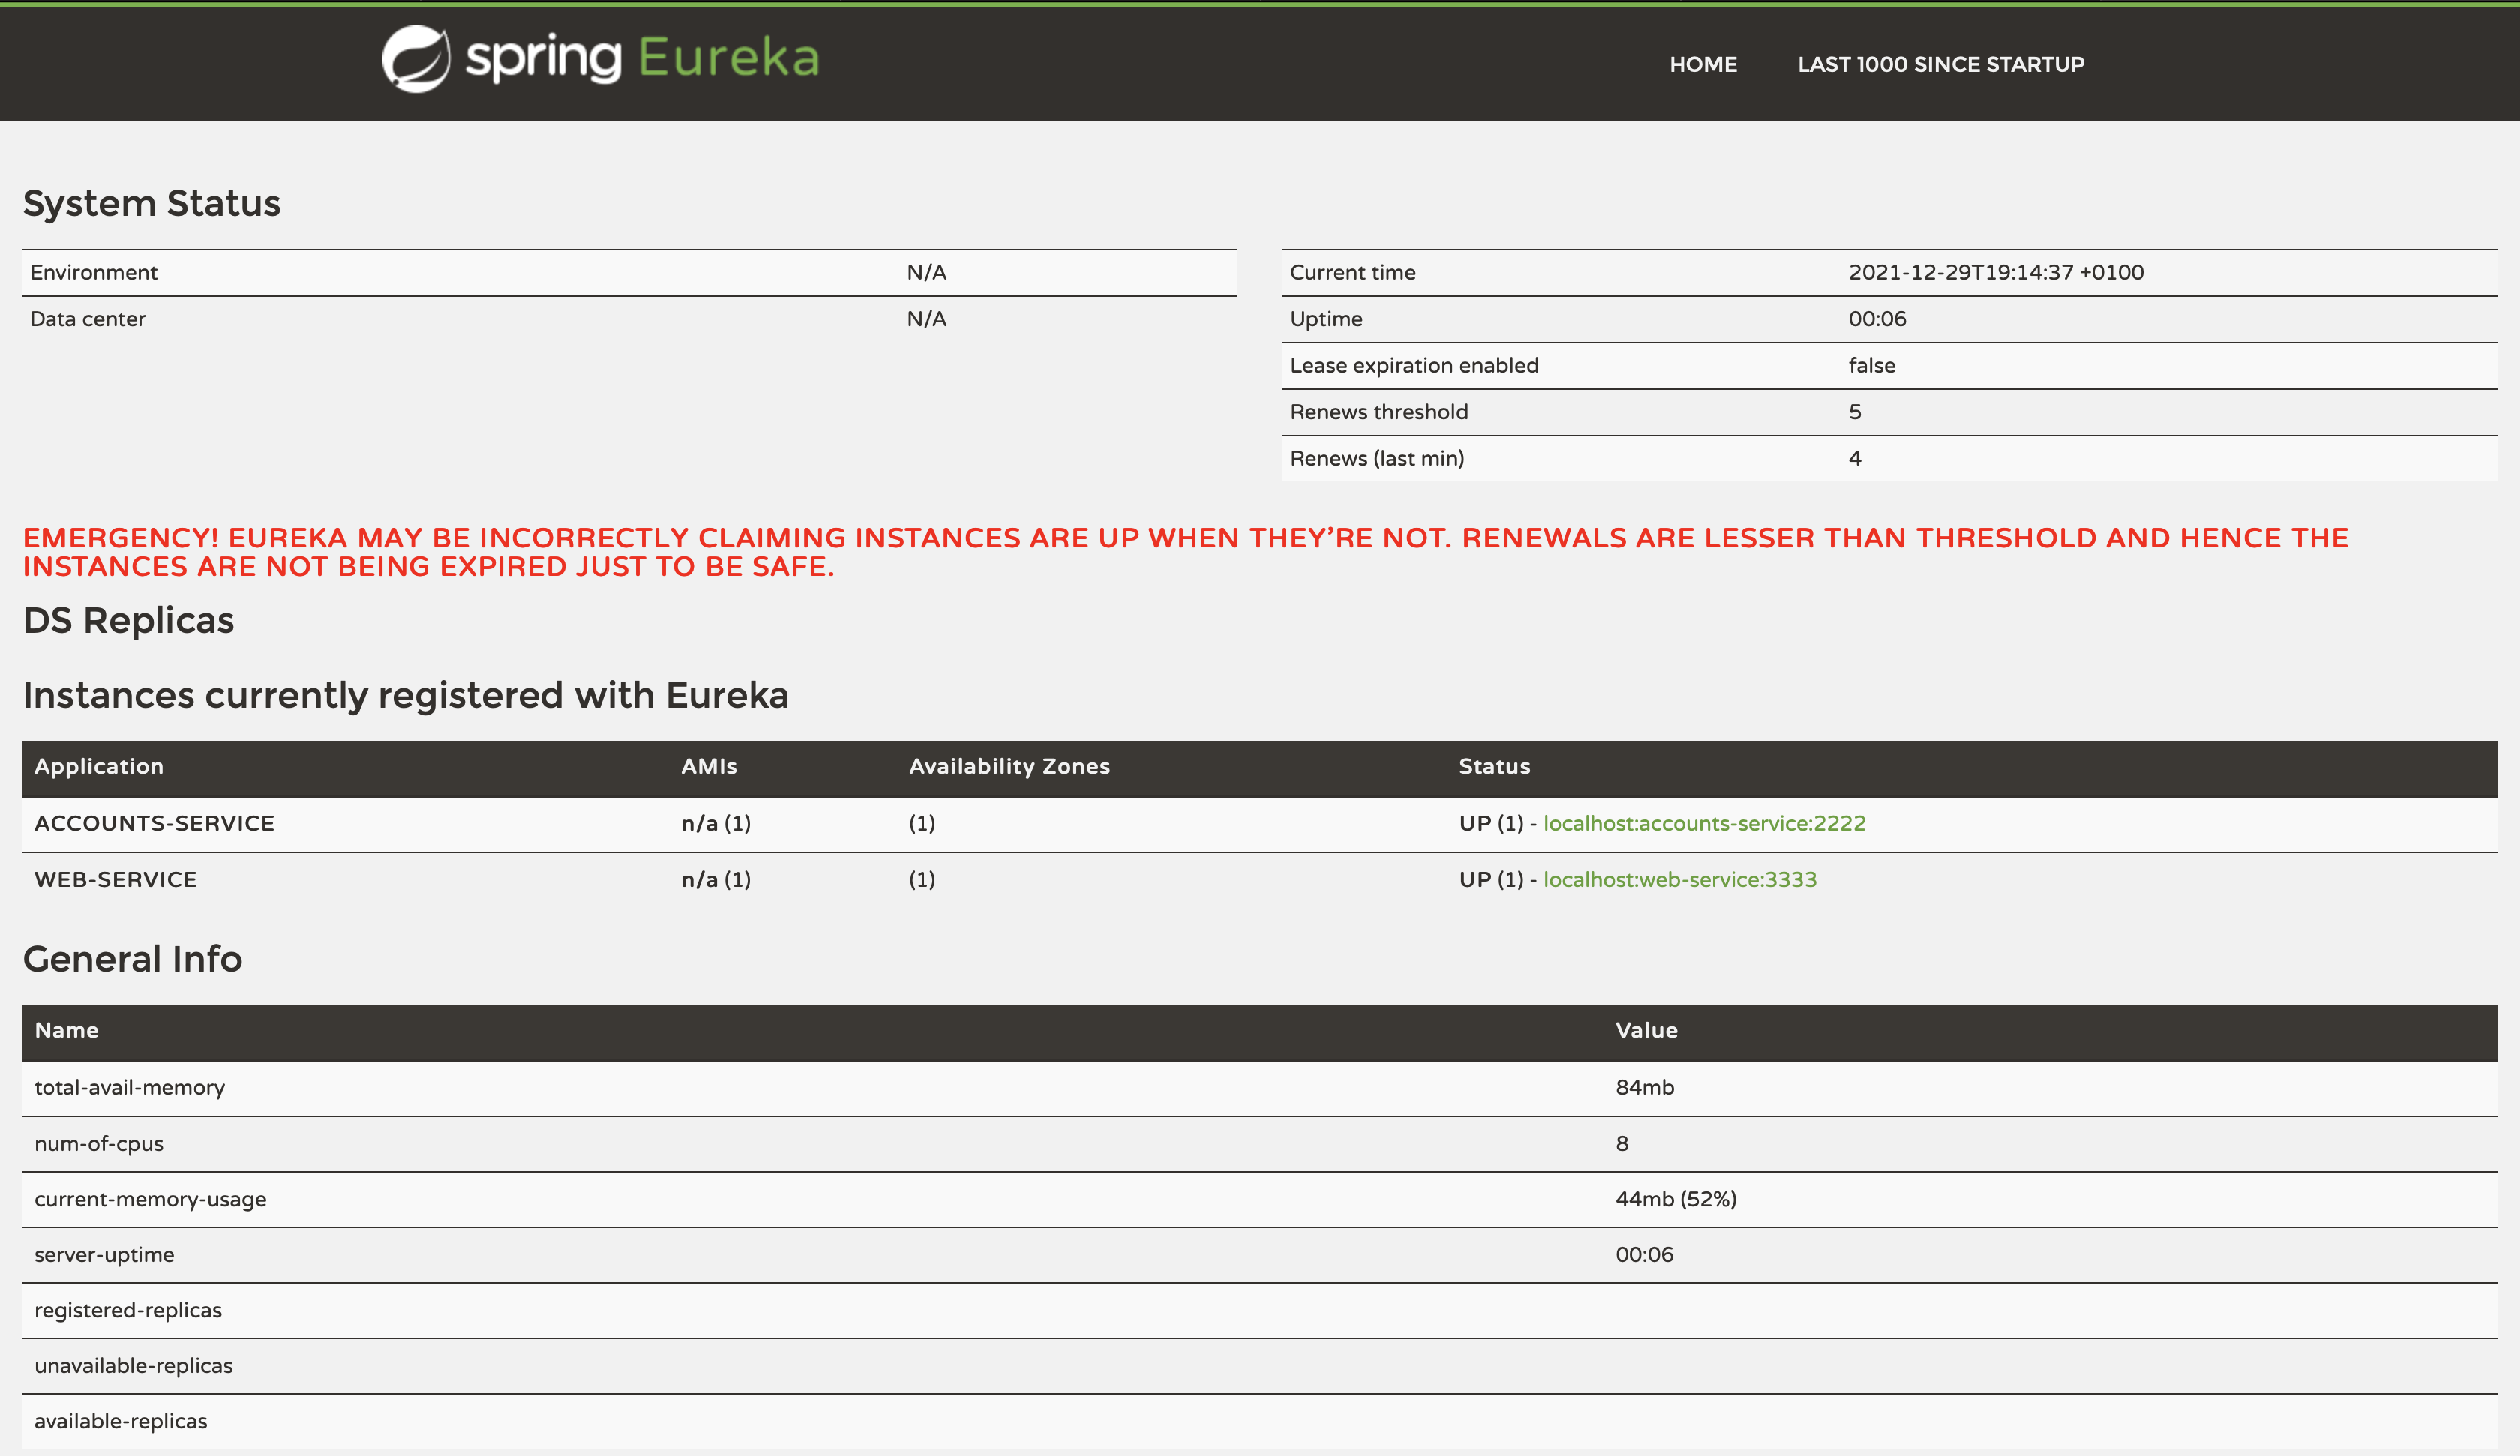 spring Eureka
HOME LAST 1000 SINCE STARTUP
System Status
Environment N/A
Data center N/A
Current time 2021-12-29T19:14:37 +0100
Uptime 00:06
Lease expiration enabled false
Renews threshold 5
Renews (last min) 4
EMERGENCY! EUREKA MAY BE INCORRECTLY CLAIMING INSTANCES ARE UP WHEN THEY'RE NOT. RENEWALS ARE LESSER THAN THRESHOLD AND HENCE THE
INSTANCES ARE NOT BEING EXPIRED JUST TO BE SAFE.
DS Replicas
Instances currently registered with Eureka
Application AMIs Availability Zones Status
ACCOUNTS-SERVICE n/a (1) (1) UP (1) - localhost:accounts-service:2222
WEB-SERVICE n/a (1) (1) UP (1) - localhost:web-service:3333
General Info
Name Value
total-avail-memory 84mb
num-of-cpus 8
current-memory-usage 44mb (52%)
server-uptime 00:06
registered-replicas
unavailable-replicas
available-replicas